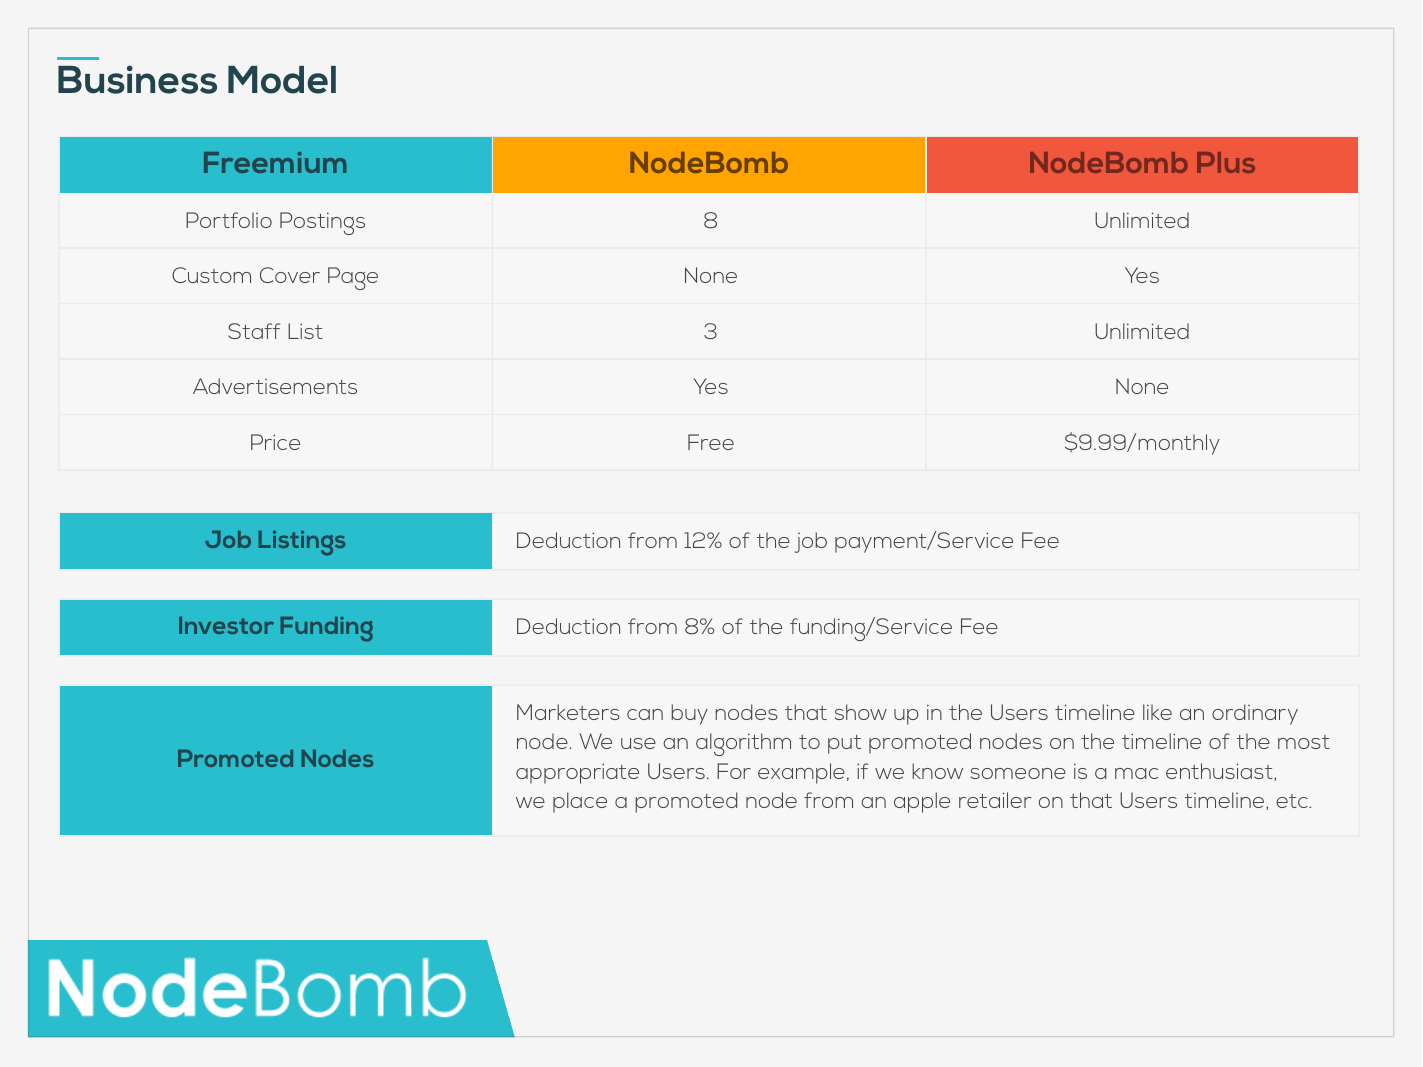 Business Model
Freemium NodeBomb NodeBomb Plus
Portfolio Postings 8 Unlimited
Custom Cover Page None Yes
Staff List 3 Unlimited
Advertisements Yes None
Price Free $9.99/monthly
Job Listings Deduction from 12% of the job payment/Service Fee
Investor Funding Deduction from 8% of the funding/Service Fee
Promoted Nodes
Marketers can buy nodes that show up in the Users timeline like an ordinary
node. We use an algorithm to put promoted nodes on the timeline of the most
appropriate Users. For example, if we know someone is a mac enthusiast,
we place a promoted node from an apple retailer on that Users timeline, etc.
NodeBomb